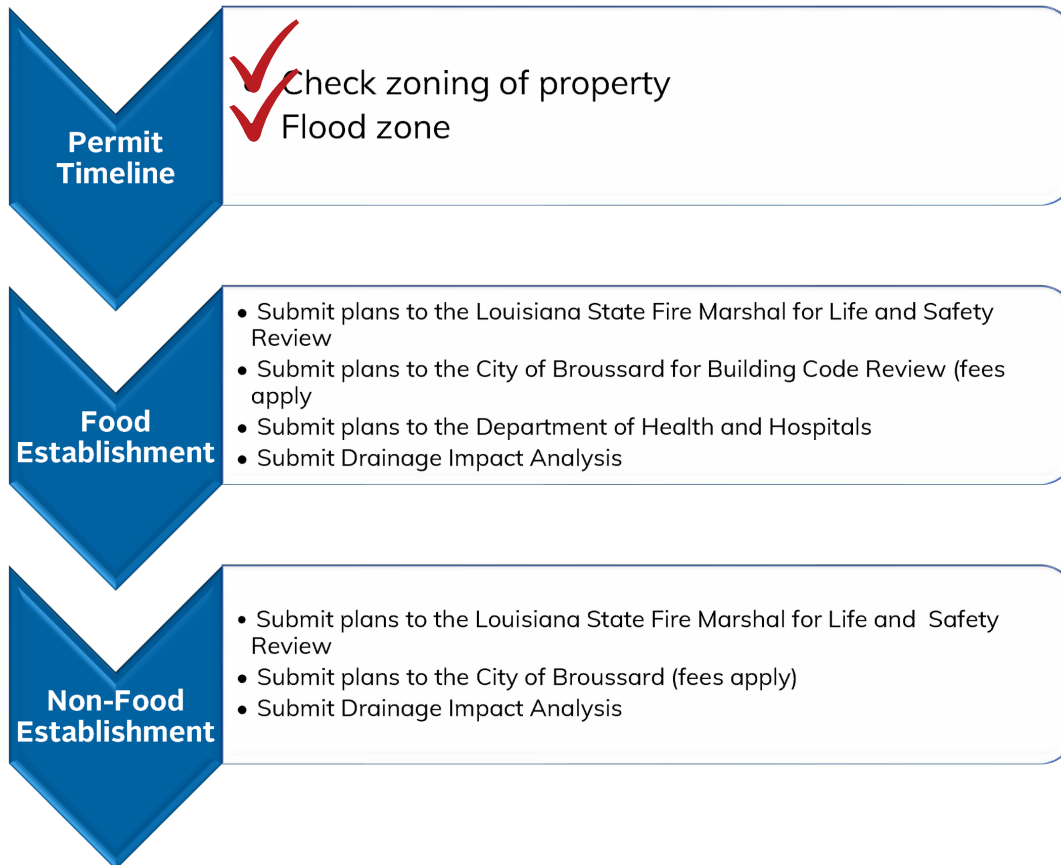 Permit
Timeline
• Check zoning of property
Flood zone
Food
Establishment
• Submit plans to the Louisiana State Fire Marshal for Life and Safety
Review
• Submit plans to the City of Broussard for Building Code Review (fees
apply
• Submit plans to the Department of Health and Hospitals
• Submit Drainage Impact Analysis
Non-Food
Establishment
• Submit plans to the Louisiana State Fire Marshal for Life and  Safety
Review
• Submit plans to the City of Broussard (fees apply)
• Submit Drainage Impact Analysis